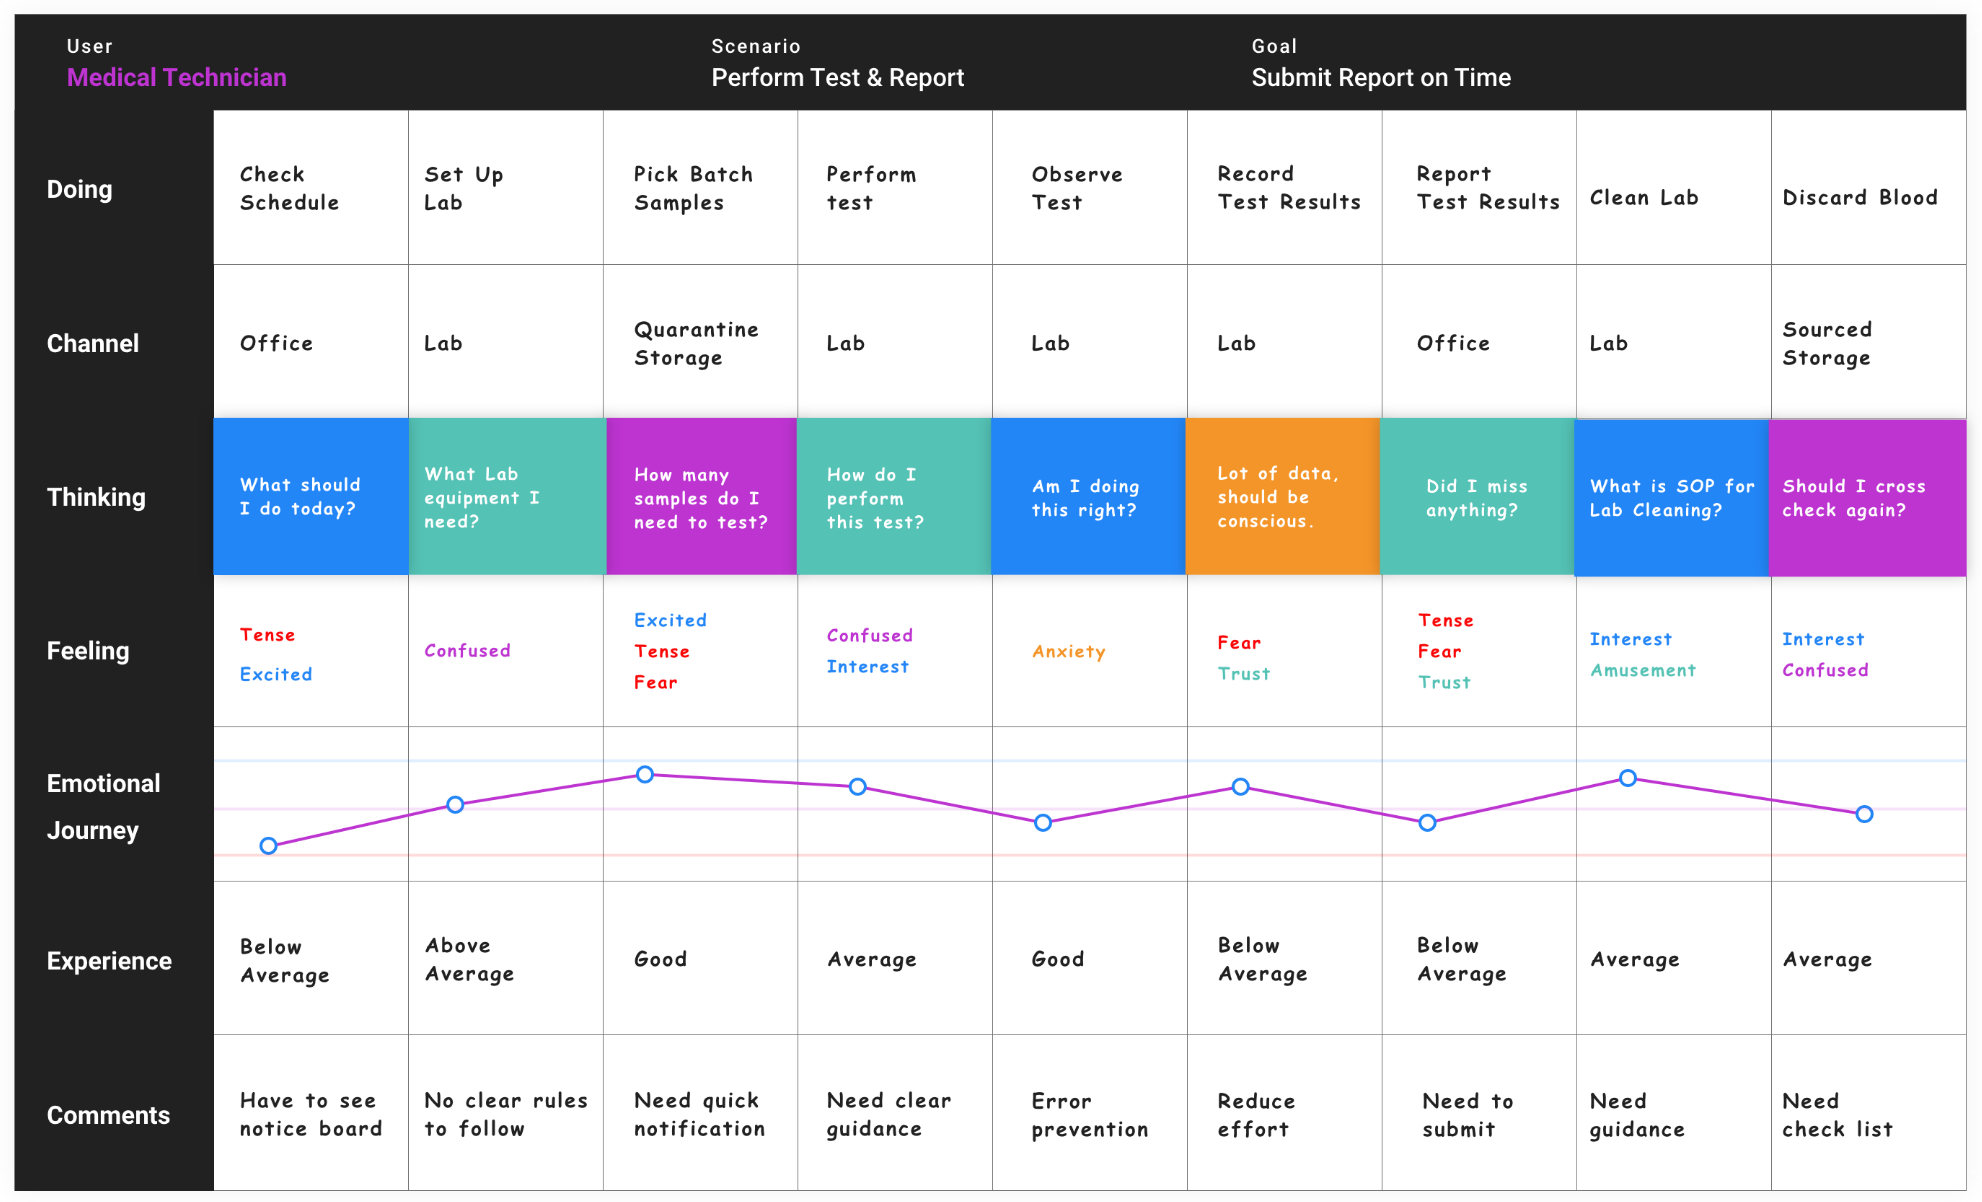 User
Medical Technician
Scenario
Perform Test & Report
Goal
Submit Report on Time
Doing
Check
Schedule
Set Up
Lab
Pick Batch
Samples
Perform
test
Observe
Test
Record
Test Results
Report
Test Results
Clean Lab
Discard Blood
Channel
Office
Lab
Quarantine
Storage
Lab
Lab
Lab
Office
Lab
Sourced
Storage
Thinking
What should
I do today?
What Lab
equipment I
need?
How many
samples do I
need to test?
How do I
perform
this test?
Am I doing
this right?
Lot of data,
should be
conscious.
Did I miss
anything?
What is SOP for
Lab Cleaning?
Should I cross
check again?
Feeling
Tense
Excited
Confused
Excited
Tense
Fear
Confused
Interest
Anxiety
Fear
Trust
Tense
Fear
Trust
Interest
Amusement
Interest
Confused
Emotional
Journey
Experience
Below
Average
Above
Average
Good
Average
Good
Below
Average
Below
Average
Average
Average
Comments
Have to see
notice board
No clear rules
to follow
Need quick
notification
Need clear
guidance
Error
prevention
Reduce
effort
Need to
submit
Need
guidance
Need
check list